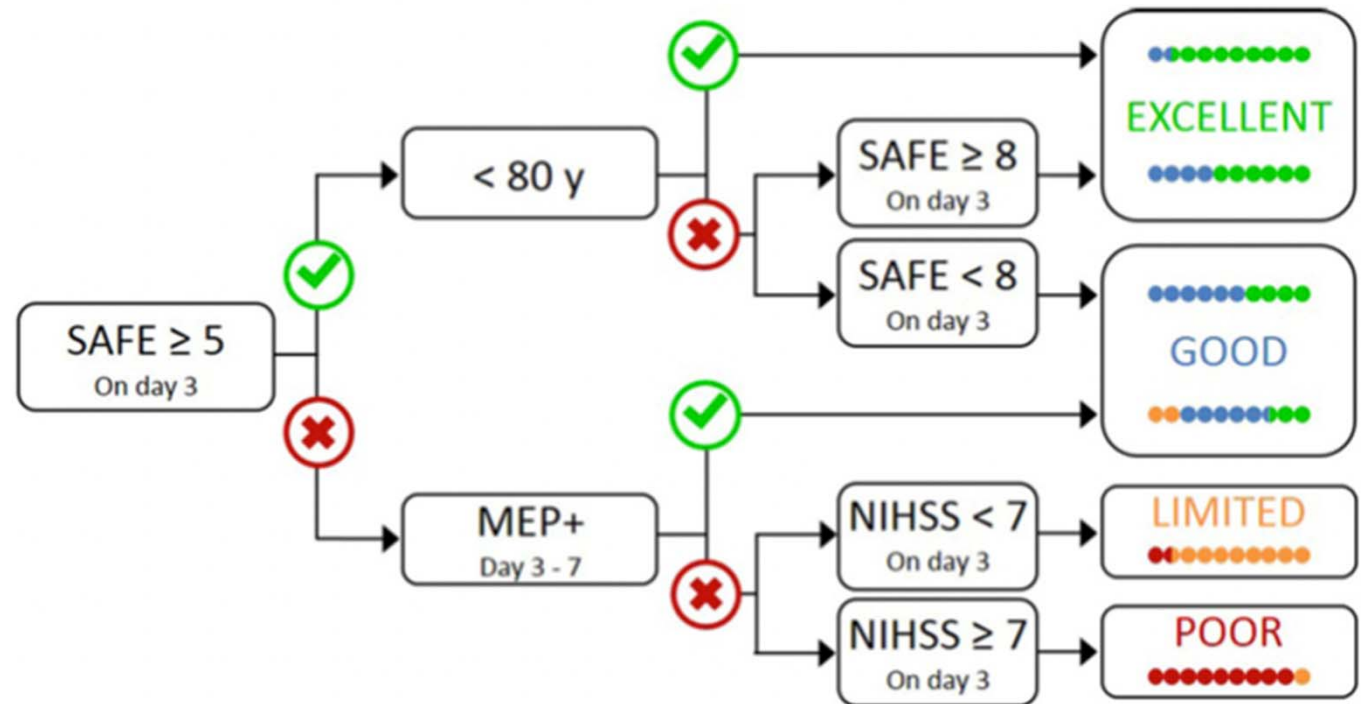 < 80 y
SAFE ≥ 5
On day 3
MEP+
Day 3 - 7
SAFE ≥ 8
On day 3
SAFE < 8
On day 3
NIHSS < 7
On day 3
NIHSS ≥ 7
On day 3
EXCELLENT
GOOD
LIMITED
POOR